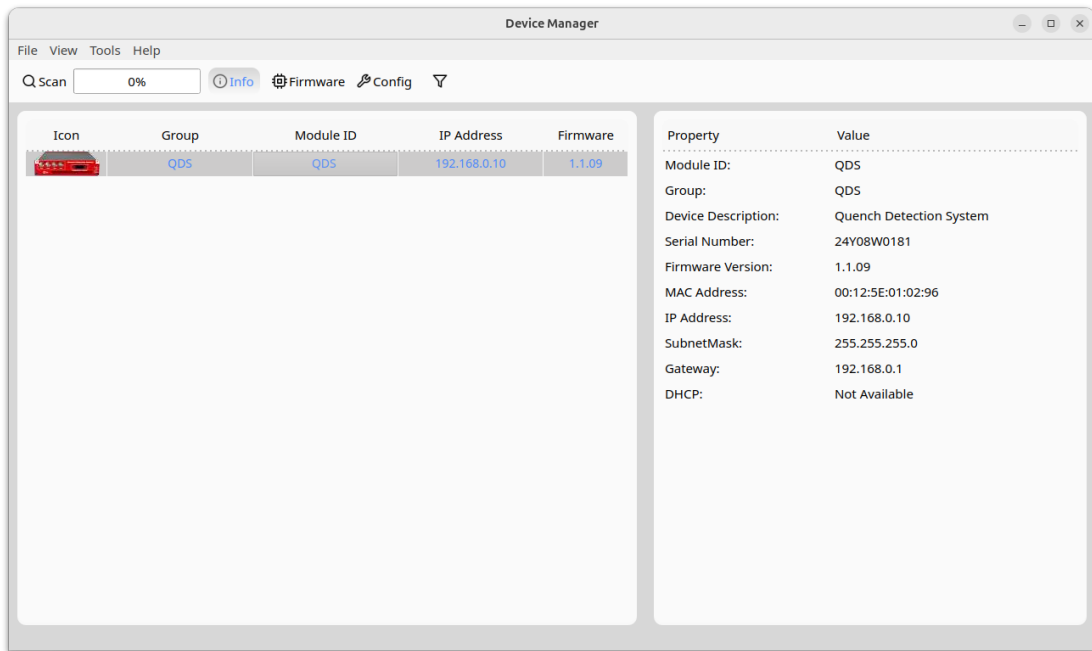 Device Manager
File View Tools Help
Scan 0% Info Firmware Config
Icon Group Module ID IP Address Firmware
QDS QDS 192.168.0.10 1.1.09
Property Value
Module ID: QDS
Group: QDS
Device Description: Quench Detection System
Serial Number: 24Y08W0181
Firmware Version: 1.1.09
MAC Address: 00:12:5E:01:02:96
IP Address: 192.168.0.10
SubnetMask: 255.255.255.0
Gateway: 192.168.0.1
DHCP: Not Available